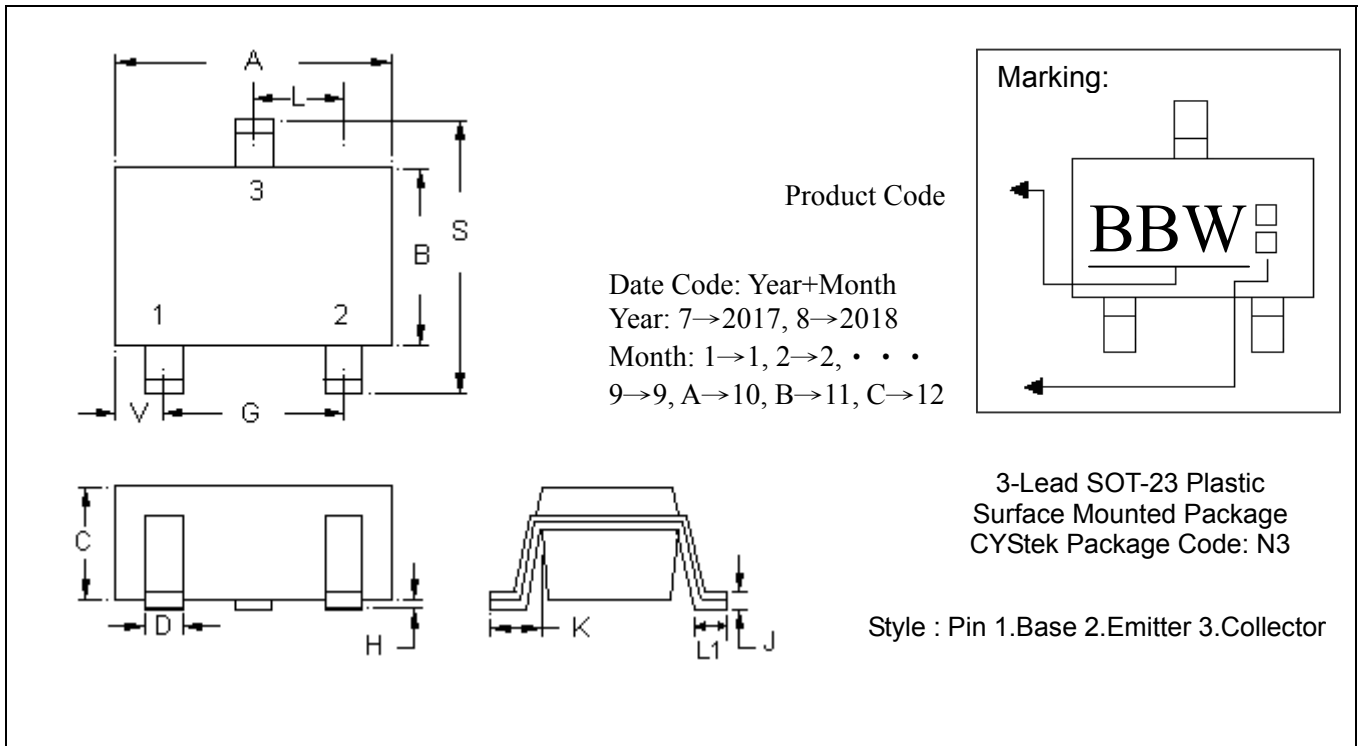 A
L
3
S
B
1
2
V
G
Marking:
BBW
Product Code
Date Code: Year+Month
Year: 7→2017, 8→2018
Month: 1→1, 2→2, • • •
9→9, A→10, B→11, C→12
C
D
H
K
L1
J
3-Lead SOT-23 Plastic
Surface Mounted Package
CYStek Package Code: N3
Style : Pin 1.Base 2.Emitter 3.Collector